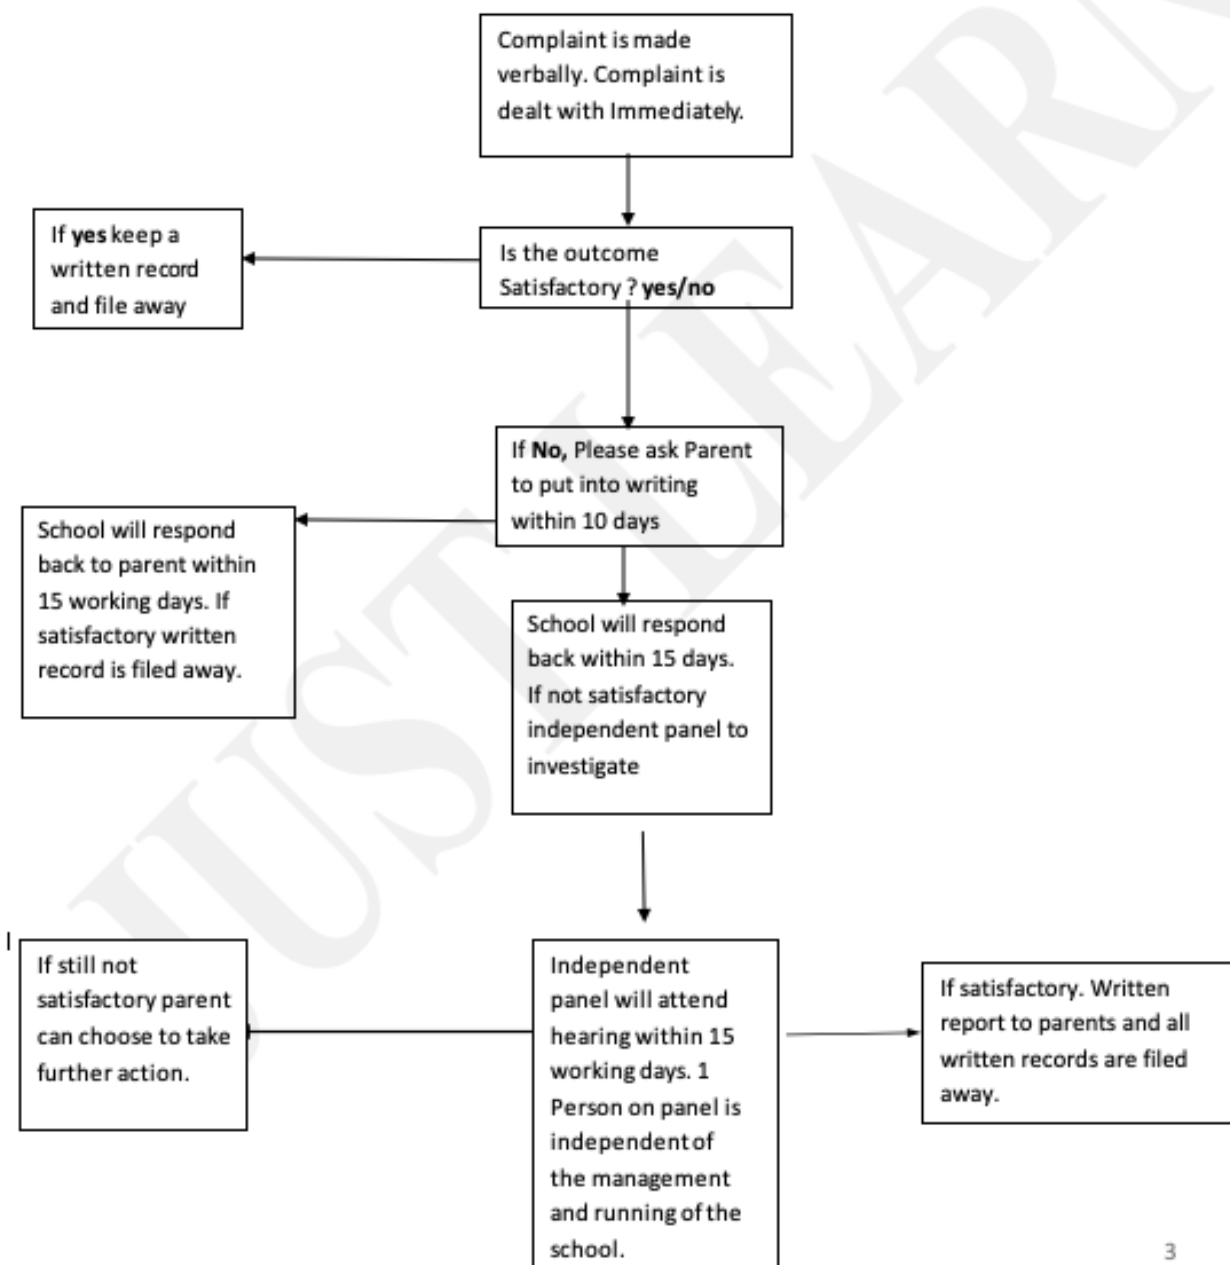 Complaint is made
verbally. Complaint is
dealt with Immediately.
If yes keep a
written record
and file away
Is the outcome
Satisfactory ? yes/no
If No, Please ask Parent
to put into writing
within 10 days
School will respond
back to parent within
15 working days. If
satisfactory written
record is filed away.
School will respond
back within 15 days.
If not satisfactory
independent panel to
investigate
l
If still not
satisfactory parent
can choose to take
further action.
Independent
panel will attend
hearing within 15
working days. 1
Person on panel is
independent of
the management
and running of the
school.
If satisfactory. Written
report to parents and all
written records are filed
away.
3
JUST LEARN